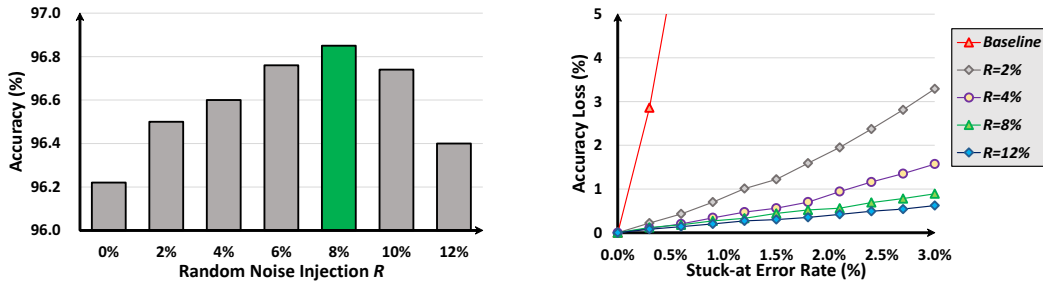 97.0
96.8
96.6
96.4
96.2
96.0
Accuracy (%)
0% 2% 4% 6% 8% 10% 12%
Random Noise Injection R
5
4
3
2
1
0
Accuracy Loss (%)
0.0% 0.5% 1.0% 1.5% 2.0% 2.5% 3.0%
Stuck-at Error Rate (%)
Baseline
R=2%
R=4%
R=8%
R=12%